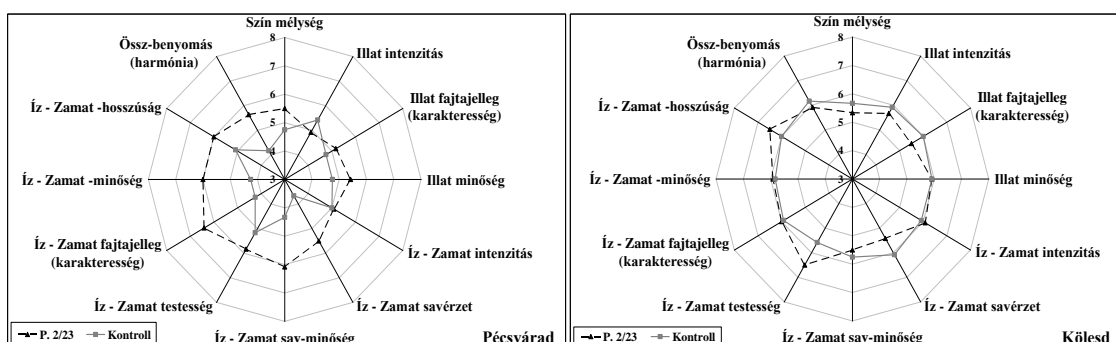 Szín mélység
8
7
6
5
4
3
Illat intenzitás
Illat fajtajelleg
(karakteresség)
Illat minőség
Íz - Zamat intenzitás
Íz - Zamat savérzet
Íz - Zamat sav-minőség
Íz - Zamat testesség
Íz - Zamat fajtajelleg
(karakteresség)
Íz - Zamat -minőség
Íz - Zamat -hosszúság
Össz-benyomás
(harmónia)
P. 2/23 Kontroll
Pécsvárad
Szín mélység
8
7
6
5
4
3
Illat intenzitás
Illat fajtajelleg
(karakteresség)
Illat minőség
Íz - Zamat intenzitás
Íz - Zamat savérzet
Íz - Zamat sav-minőség
Íz - Zamat testesség
Íz - Zamat fajtajelleg
(karakteresség)
Íz - Zamat -minőség
Íz - Zamat -hosszúság
Össz-benyomás
(harmónia)
P. 2/23 Kontroll
Kölesd